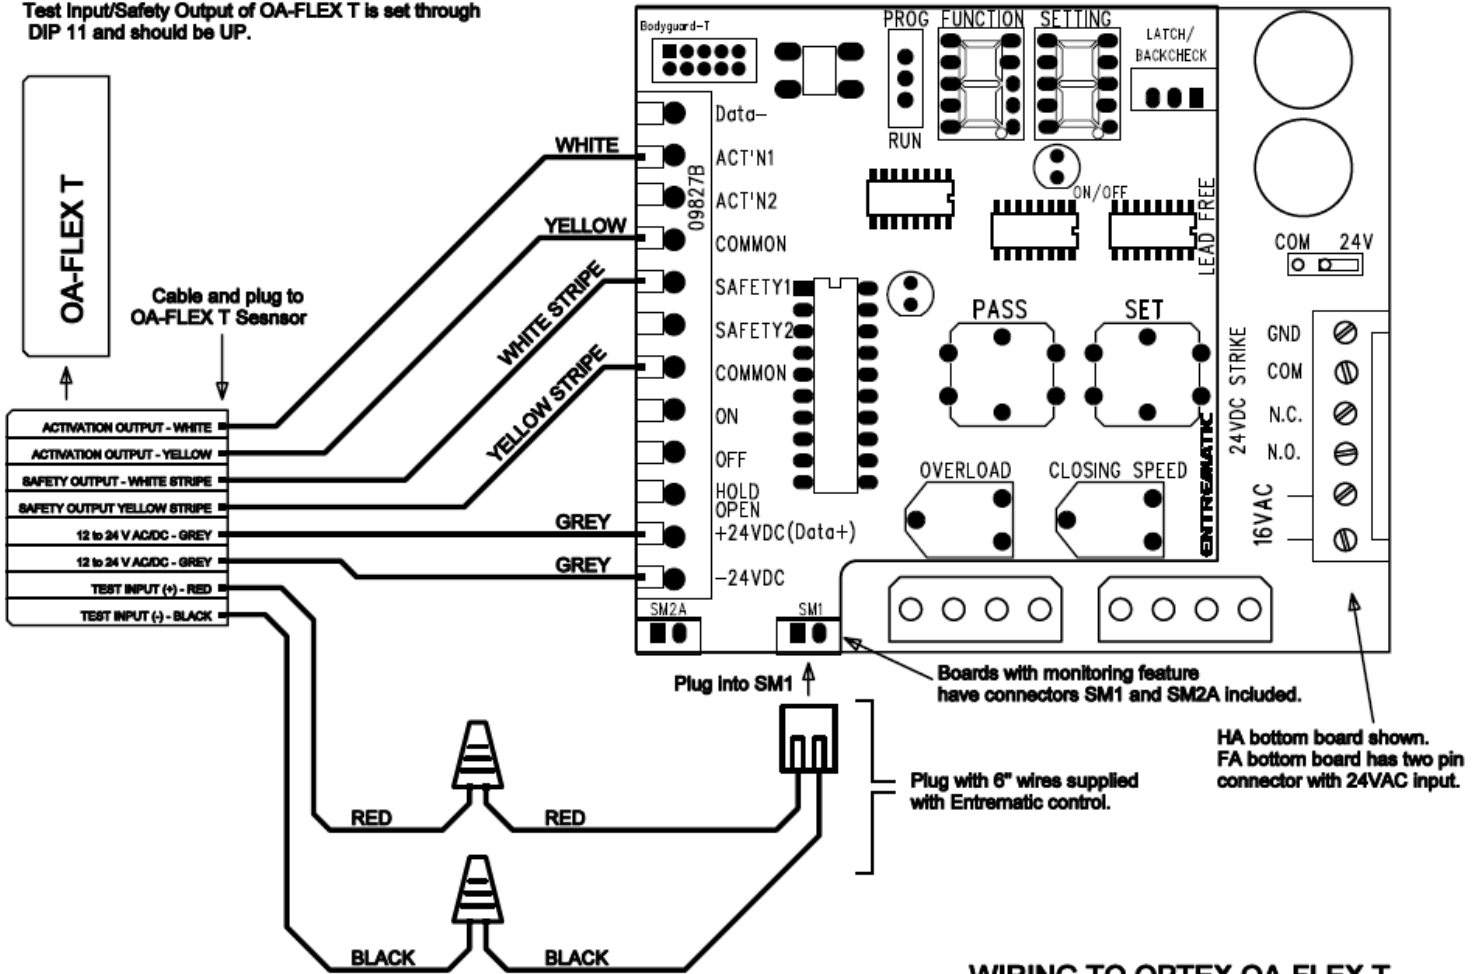 Test Input/Safety Output of OA-FLEX T is set through
DIP 11 and should be UP.
OA-FLEX T
Cable and plug to
OA-FLEX T Sesnsor
ACTIVATION OUTPUT - WHITE
ACTIVATION OUTPUT - YELLOW
SAFETY OUTPUT - WHITE STRIPE
SAFETY OUTPUT YELLOW STRIPE
12 to 24 V AC/DC - GREY
12 to 24 V AC/DC - GREY
TEST INPUT (+) - RED
TEST INPUT (-) - BLACK
WHITE
YELLOW
WHITE STRIPE
YELLOW STRIPE
GREY
GREY
Bodyguard-T
PROG
FUNCTION
SETTING
LATCH/
BACKCHECK
RUN
09827B
Data-
ACT'N1
ACT'N2
COMMON
SAFETY1
SAFETY2
COMMON
ON
OFF
HOLD
OPEN
+24VDC(Data+)
-24VDC
ON/OFF
LEAD FREE
PASS
SET
OVERLOAD
CLOSING SPEED
ENTREMATIC
COM 24V
24VDC STRIKE
GND
COM
N.C.
N.O.
16VAC
SM2A
SM1
Plug into SM1
Boards with monitoring feature
have connectors SM1 and SM2A included.
HA bottom board shown.
FA bottom board has two pin
connector with 24VAC input.
Plug with 6" wires supplied
with Entrematic control.
RED
RED
BLACK
BLACK
WIRING TO OPTEX OA-FLEX T